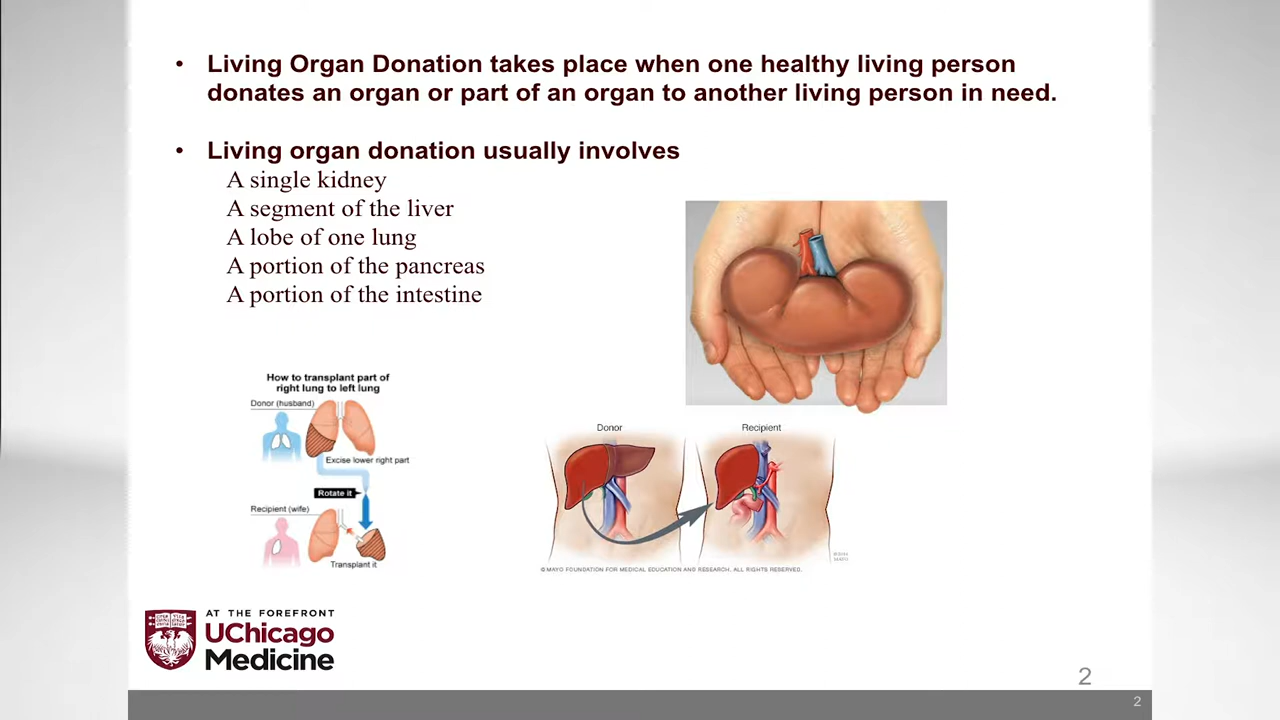 • Living Organ Donation takes place when one healthy living person
donates an organ or part of an organ to another living person in need.
• Living organ donation usually involves
A single kidney
A segment of the liver
A lobe of one lung
A portion of the pancreas
A portion of the intestine
How to transplant part of
right lung to left lung
Donor (husband)
Excise lower right part
Rotate it
Recipient (wife)
Transplant it
Donor
Recipient
© MAYO FOUNDATION FOR MEDICAL EDUCATION AND RESEARCH. ALL RIGHTS RESERVED.
AT THE FOREFRONT
UChicago
Medicine
2
2